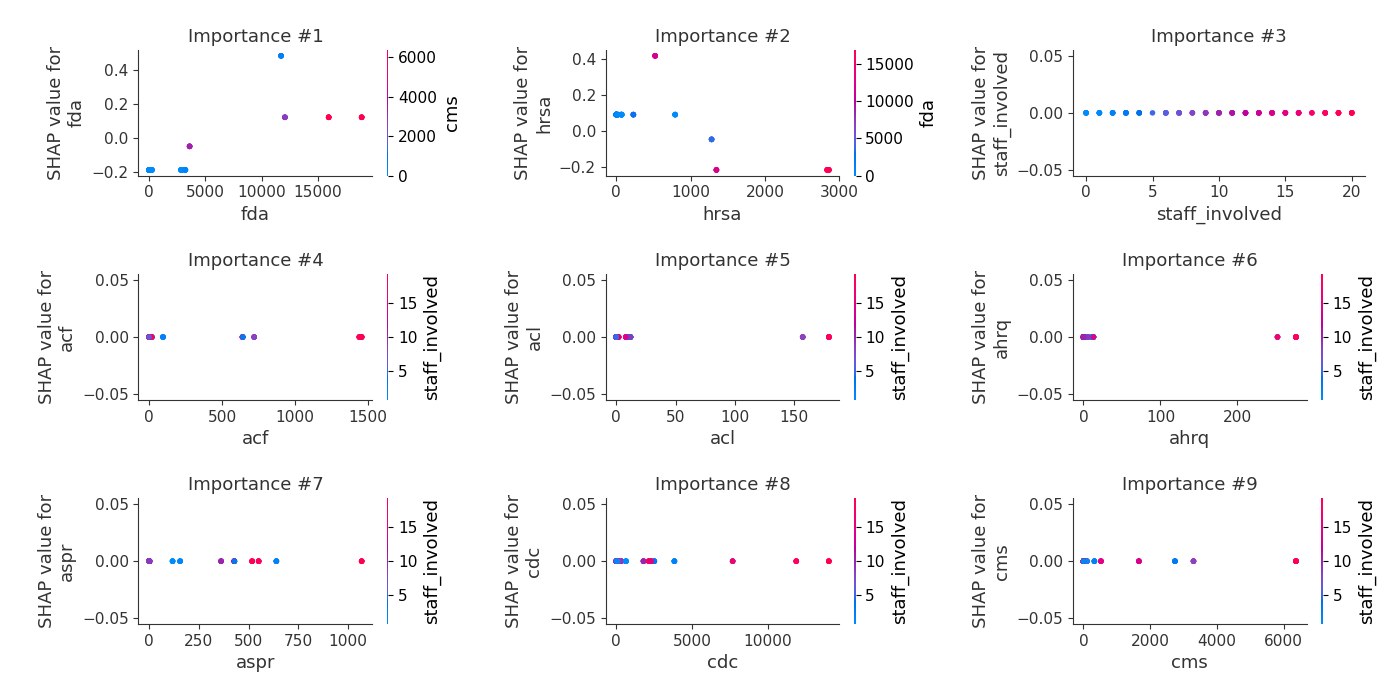 Importance #1
SHAP value for
fda
0.4
0.2
0.0
−0.2
0
5000
10000
15000
fda
6000
4000
2000
0
cms
Importance #2
SHAP value for
hrsa
0.4
0.2
0.0
−0.2
0
1000
2000
3000
hrsa
15000
10000
5000
0
fda
Importance #3
SHAP value for
staff_involved
0.05
0.00
−0.05
0
5
10
15
20
staff_involved
Importance #4
SHAP value for
acf
0.05
0.00
−0.05
0
500
1000
1500
acf
15
10
5
staff_involved
Importance #5
SHAP value for
acl
0.05
0.00
−0.05
0
50
100
150
acl
15
10
5
staff_involved
Importance #6
SHAP value for
ahrq
0.05
0.00
−0.05
0
100
200
ahrq
15
10
5
staff_involved
Importance #7
SHAP value for
aspr
0.05
0.00
−0.05
0
250
500
750
1000
aspr
15
10
5
staff_involved
Importance #8
SHAP value for
cdc
0.05
0.00
−0.05
0
5000
10000
cdc
15
10
5
staff_involved
Importance #9
SHAP value for
cms
0.05
0.00
−0.05
0
2000
4000
6000
cms
15
10
5
staff_involved